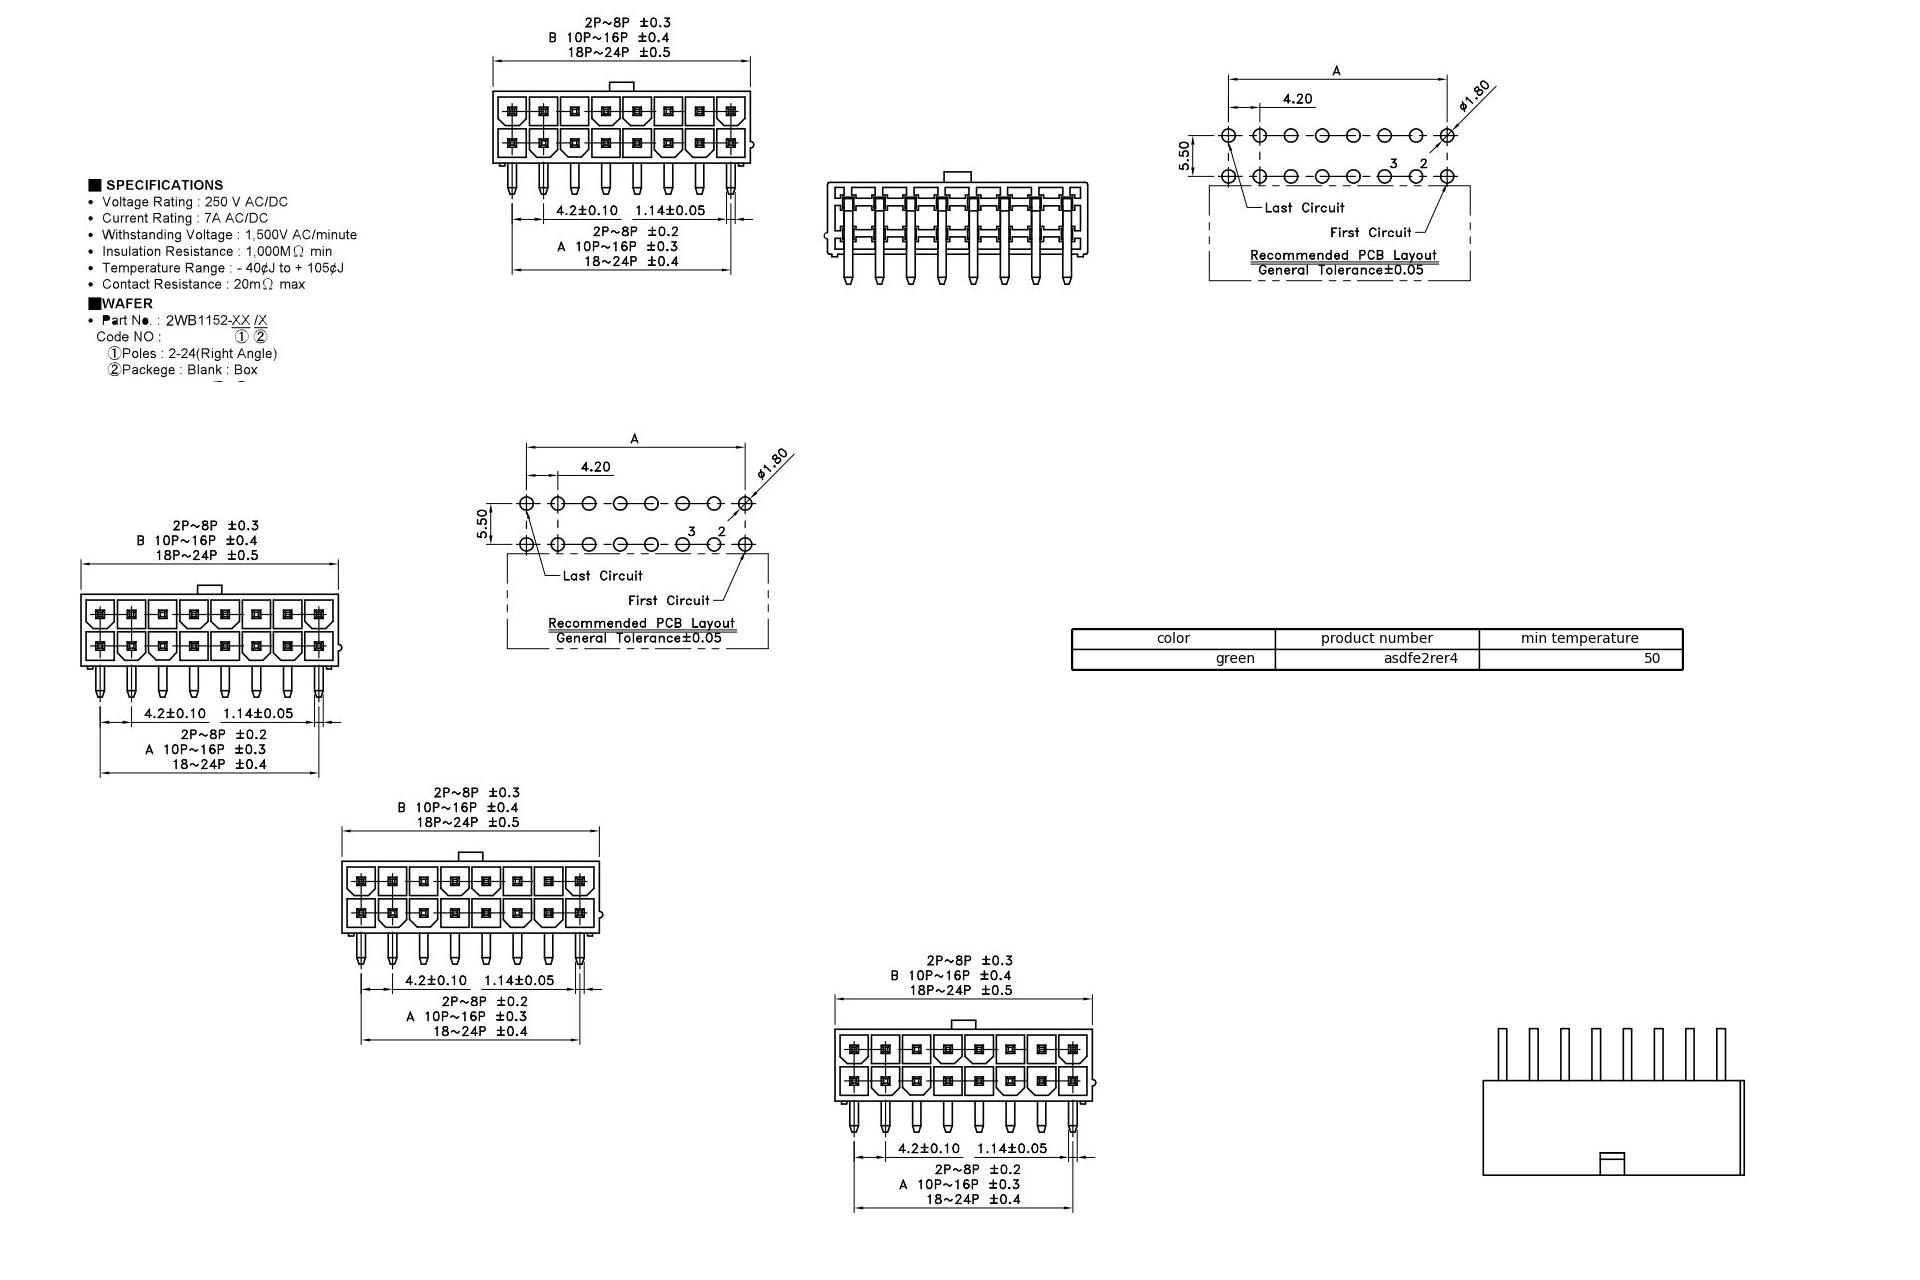 2P~8P ±0.3
B 10P~16P ±0.4
18P~24P ±0.5
4.2±0.10 1.14±0.05
2P~8P ±0.2
A 10P~16P ±0.3
18~24P ±0.4
A
4.20
ø1.80
5.50
3 2
Last Circuit
First Circuit
Recommended PCB Layout
General Tolerance±0.05
■ SPECIFICATIONS
• Voltage Rating : 250 V AC/DC
• Current Rating : 7A AC/DC
• Withstanding Voltage : 1,500V AC/minute
• Insulation Resistance : 1,000MΩ min
• Temperature Range : - 40¢J to + 105¢J
• Contact Resistance : 20mΩ max
■WAFER
• Part No. : 2WB1152-XX /X
Code NO : ① ②
①Poles : 2-24(Right Angle)
②Packege : Blank : Box
A
4.20
ø1.80
5.50
3 2
Last Circuit
First Circuit
Recommended PCB Layout
General Tolerance±0.05
2P~8P ±0.3
B 10P~16P ±0.4
18P~24P ±0.5
4.2±0.10 1.14±0.05
2P~8P ±0.2
A 10P~16P ±0.3
18~24P ±0.4
color product number min temperature
green asdfe2rer4 50
2P~8P ±0.3
B 10P~16P ±0.4
18P~24P ±0.5
4.2±0.10 1.14±0.05
2P~8P ±0.2
A 10P~16P ±0.3
18~24P ±0.4
2P~8P ±0.3
B 10P~16P ±0.4
18P~24P ±0.5
4.2±0.10 1.14±0.05
2P~8P ±0.2
A 10P~16P ±0.3
18~24P ±0.4